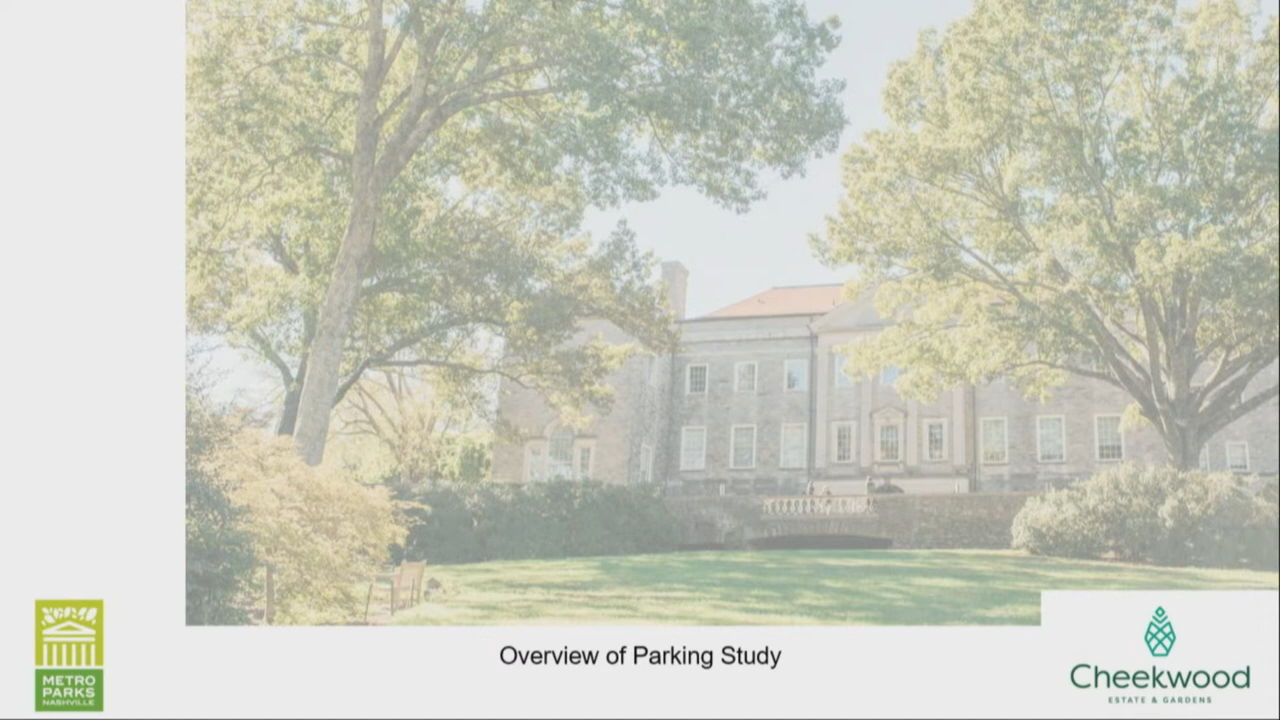 Overview of Parking Study
METRO
PARKS
NASHVILLE
Cheekwood
ESTATE & GARDENS